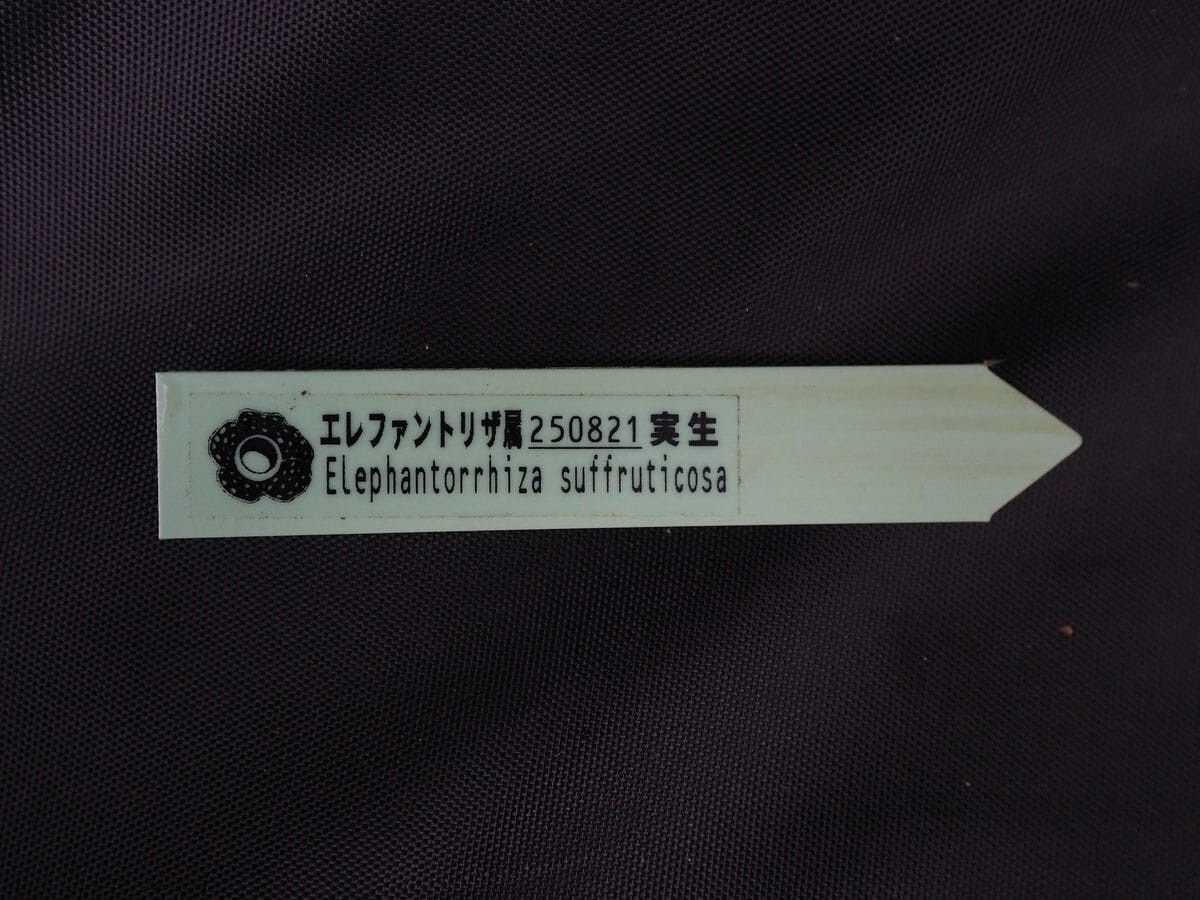 エレファントリザ属250821実生
Elephantorrhiza suffruticosa